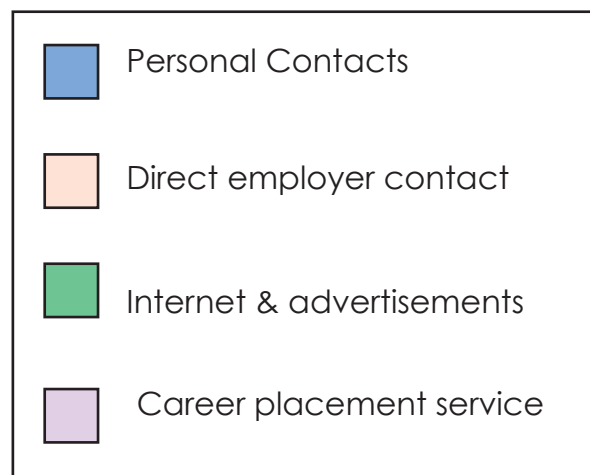 Personal Contacts
Direct employer contact
Internet & advertisements
Career placement service